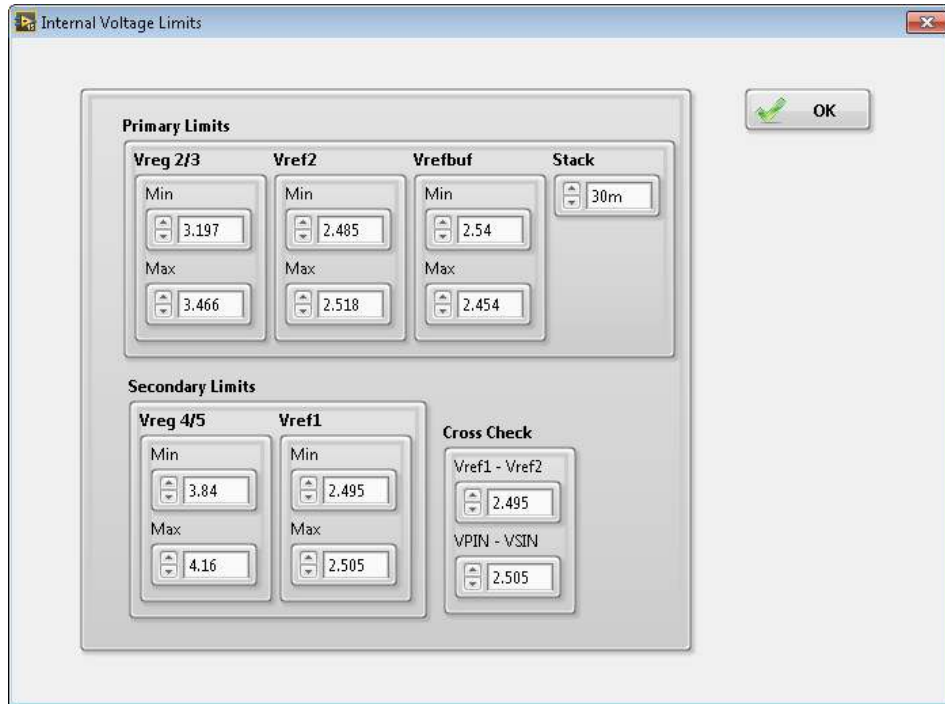 Internal Voltage Limits
OK
Primary Limits
Vreg 2/3 Vref2 Vrefbuf Stack
Min Min Min 30m
3.197 2.485 2.54
Max Max Max
3.466 2.518 2.454
Secondary Limits
Vreg 4/5 Vref1
Min Min
3.84 2.495
Max Max
4.16 2.505
Cross Check
Vref1 - Vref2
2.495
VPIN - VSIN
2.505